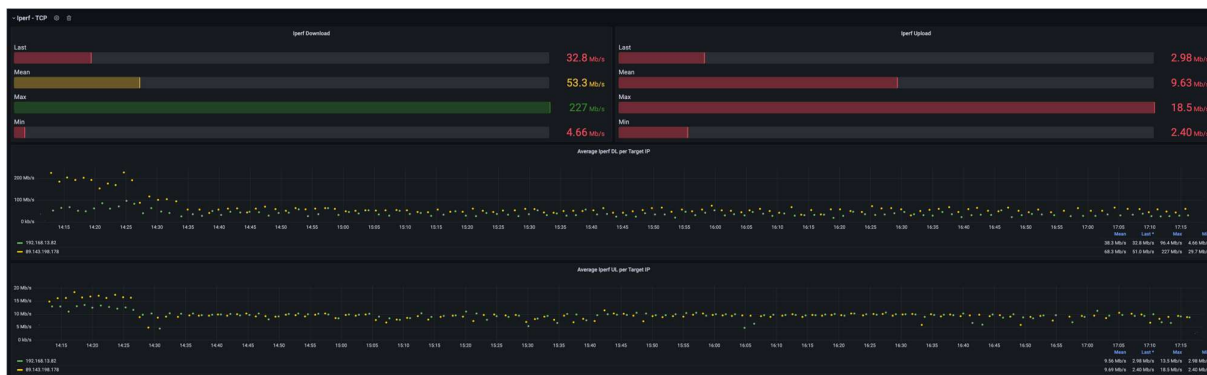 Iperf - TCP
Iperf Download
Last
32.8 Mb/s
Mean
53.3 Mb/s
Max
227 Mb/s
Min
4.66 Mb/s
Iperf Upload
Last
2.98 Mb/s
Mean
9.63 Mb/s
Max
18.5 Mb/s
Min
2.40 Mb/s
Average Iperf DL per Target IP
200 Mb/s
100 Mb/s
0 kb/s
14:15 14:20 14:25 14:30 14:35 14:40 14:45 14:50 14:55 15:00 15:05 15:10 15:15 15:20 15:25 15:30 15:35 15:40 15:45 15:50 15:55 16:00 16:05 16:10 16:15 16:20 16:25 16:30 16:35 16:40 16:45 16:50 16:55 17:00 17:05 17:10 17:15
Mean Last * Max
192.168.13.82 38.3 Mb/s 32.8 Mb/s 96.4 Mb/s 4.66 Mb/s
89.143.198.178 68.3 Mb/s 51.0 Mb/s 227 Mb/s 29.7 Mb/s
Average Iperf UL per Target IP
20 Mb/s
15 Mb/s
10 Mb/s
5 Mb/s
0 kb/s
14:15 14:20 14:25 14:30 14:35 14:40 14:45 14:50 14:55 15:00 15:05 15:10 15:15 15:20 15:25 15:30 15:35 15:40 15:45 15:50 15:55 16:00 16:05 16:10 16:15 16:20 16:25 16:30 16:35 16:40 16:45 16:50 16:55 17:00 17:05 17:10 17:15
Mean Last * Max
192.168.13.82 9.56 Mb/s 2.98 Mb/s 13.5 Mb/s 2.98 Mb/s
89.143.198.178 9.69 Mb/s 2.40 Mb/s 18.5 Mb/s 2.40 Mb/s